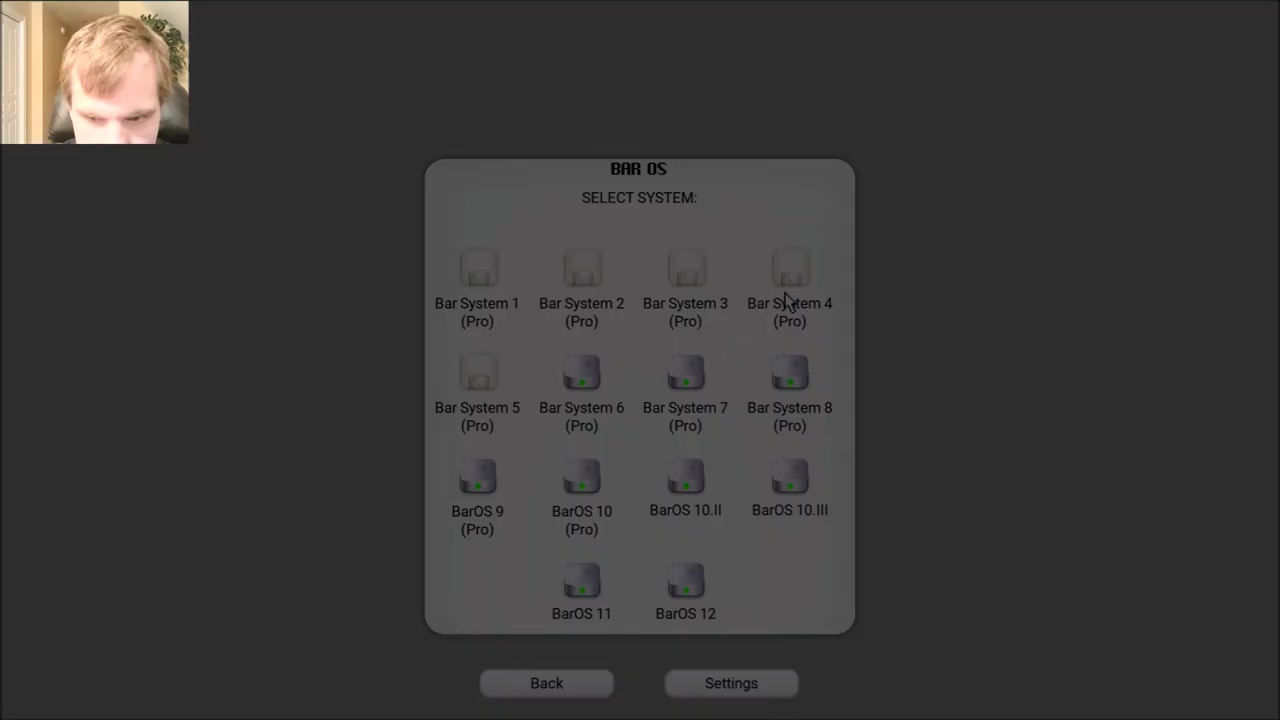 BAR OS
SELECT SYSTEM:
Bar System 1
(Pro)
Bar System 2
(Pro)
Bar System 3
(Pro)
Bar System 4
(Pro)
Bar System 5
(Pro)
Bar System 6
(Pro)
Bar System 7
(Pro)
Bar System 8
(Pro)
BarOS 9
(Pro)
BarOS 10
(Pro)
BarOS 10.II
BarOS 10.III
BarOS 11
BarOS 12
Back
Settings